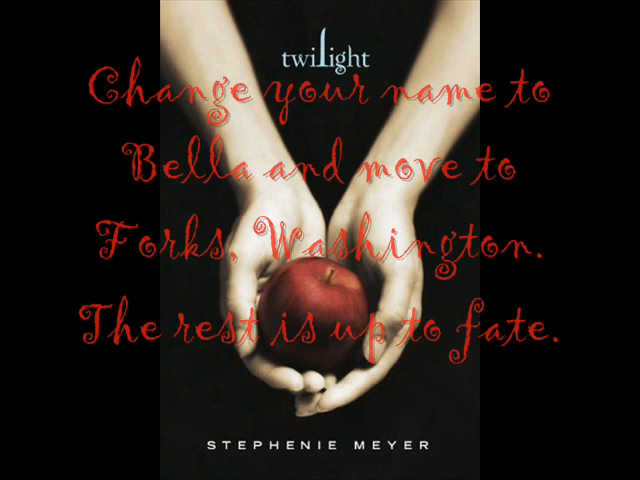 twilight
Change your name to
Bella and move to
Forks, Washington.
The rest is up to fate.
STEPHENIE MEYER